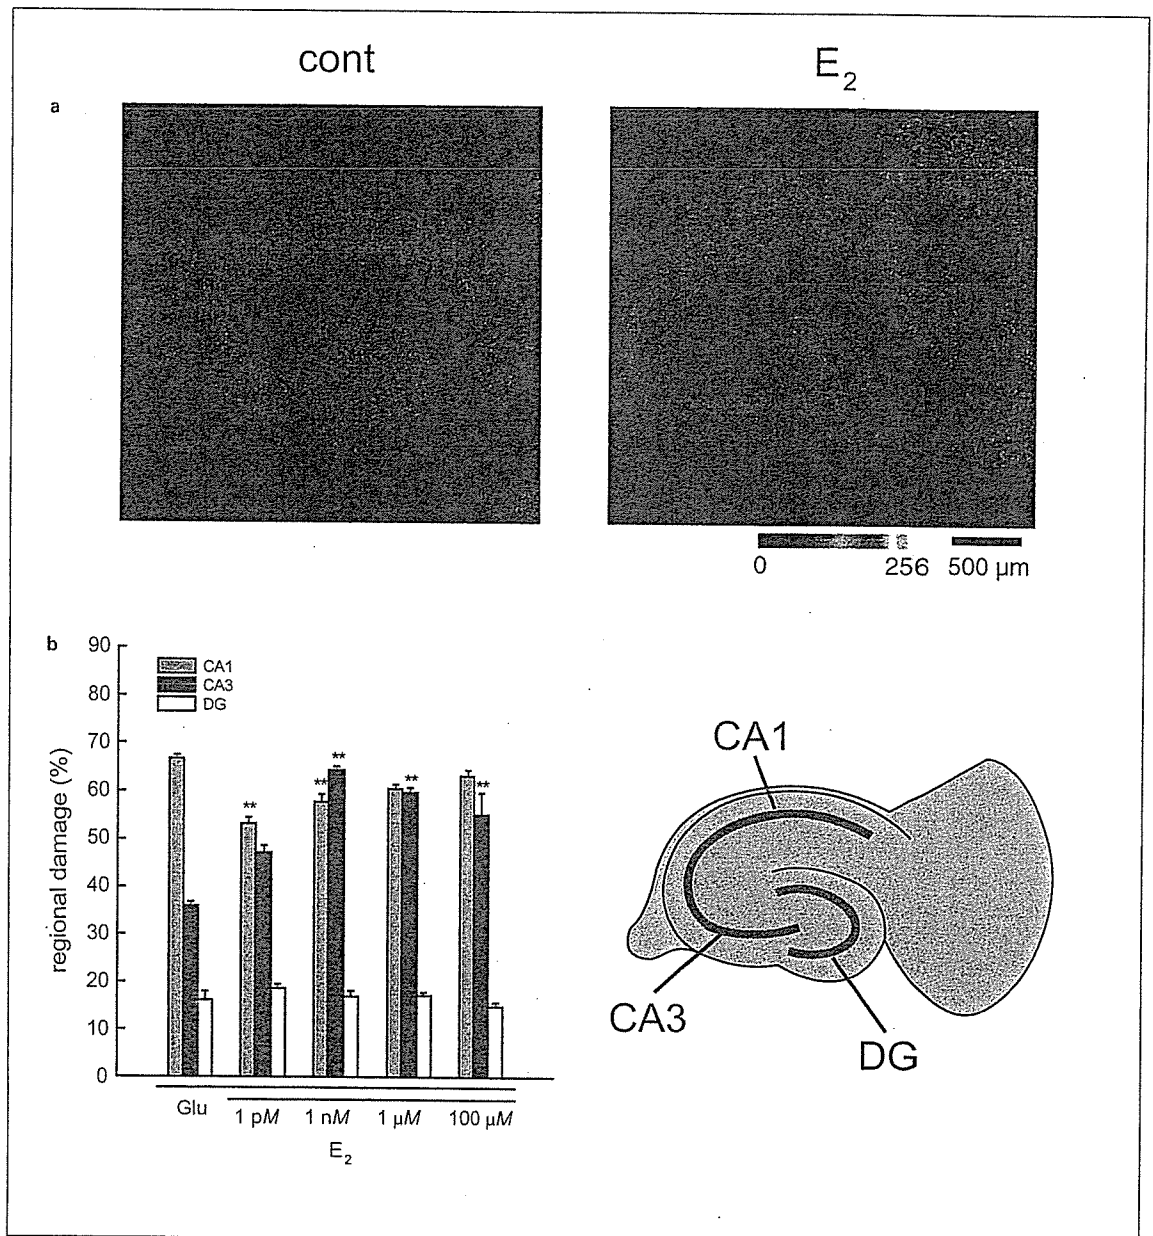 cont
E2
a
0 256 500 µm
b
90
80
70
60
50
40
30
20
10
0
regional damage (%)
CA1
CA3
DG
**
**
**
**
**
Glu
1 pM
1 nM
1 µM
100 µM
E2
CA1
CA3
DG